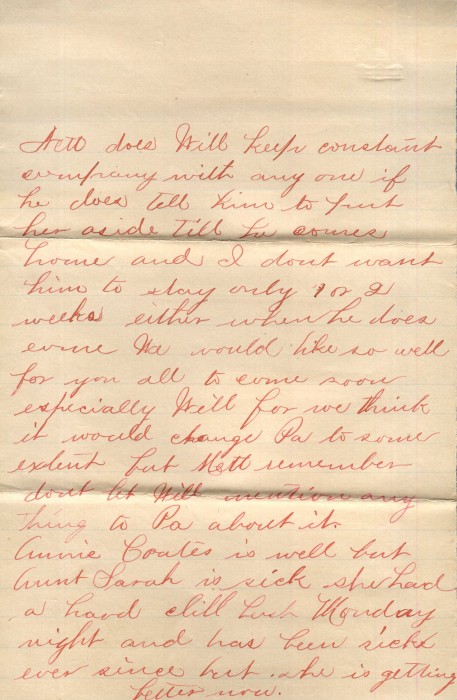 does Will keep constant
company with any one if
he does tell him to put
her aside till he comes
home and I dont want
him to stay only 1 or 2
weeks either when he does
come Ma would like so well
for you all to come soon
especially Will for we think
it would change Pa to some
extent but Matt remember
dont let Will mention any
thing to Pa about it.
Annie Coates is well but
Aunt Sarah is sick she had
a hard Monday
night and has been sick
ever since but she is getting
better now.